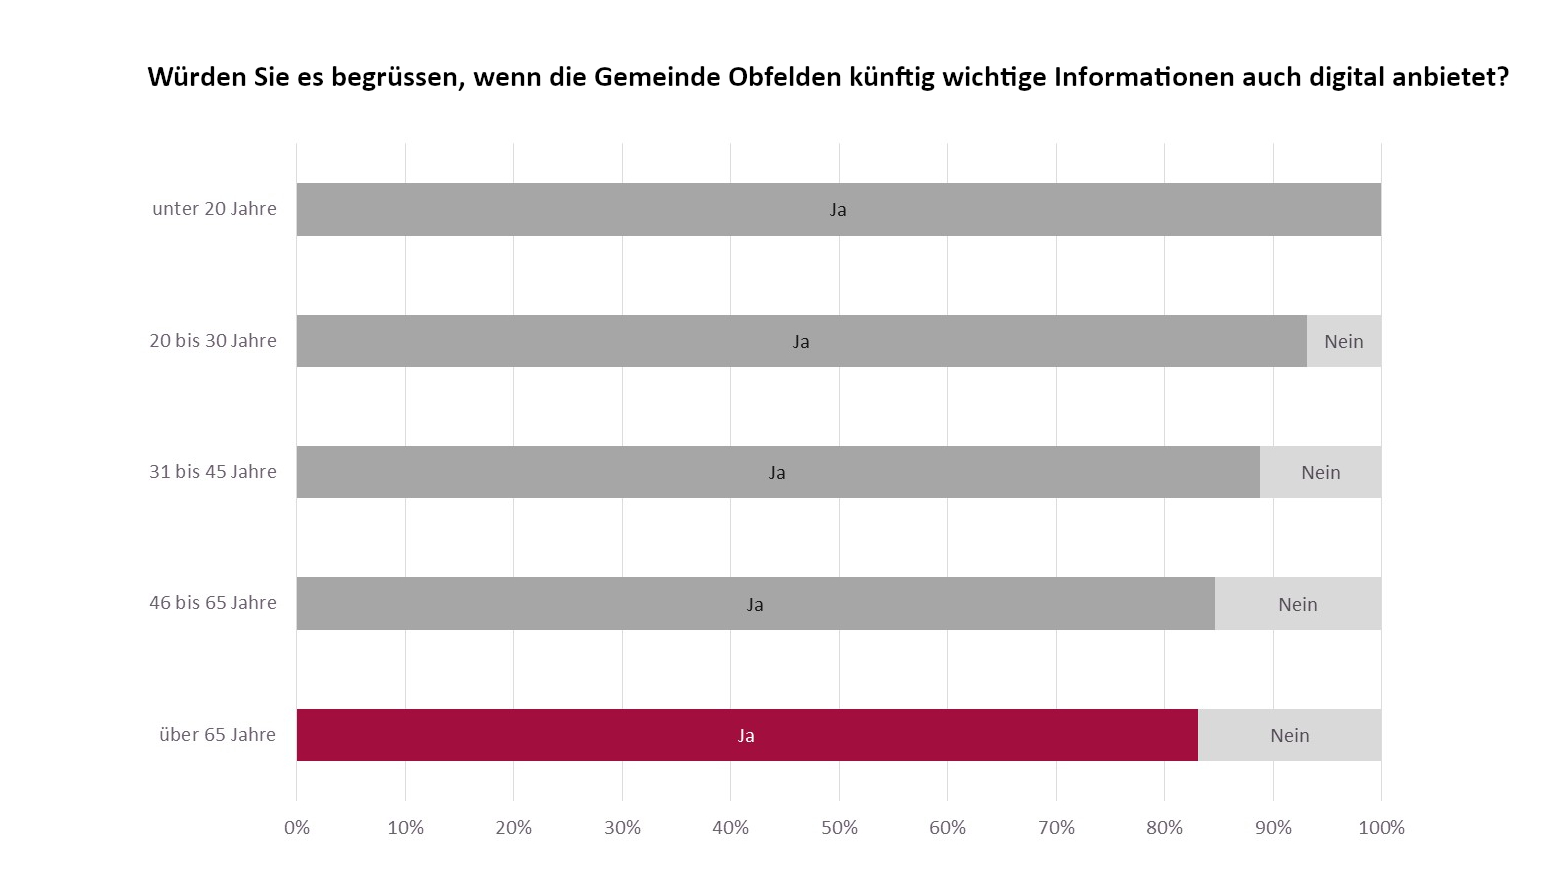 Würden Sie es begrüssen, wenn die Gemeinde Obfelden künftig wichtige Informationen auch digital anbietet?
unter 20 Jahre
Ja
20 bis 30 Jahre
Ja
Nein
31 bis 45 Jahre
Ja
Nein
46 bis 65 Jahre
Ja
Nein
über 65 Jahre
Ja
Nein
0%
10%
20%
30%
40%
50%
60%
70%
80%
90%
100%